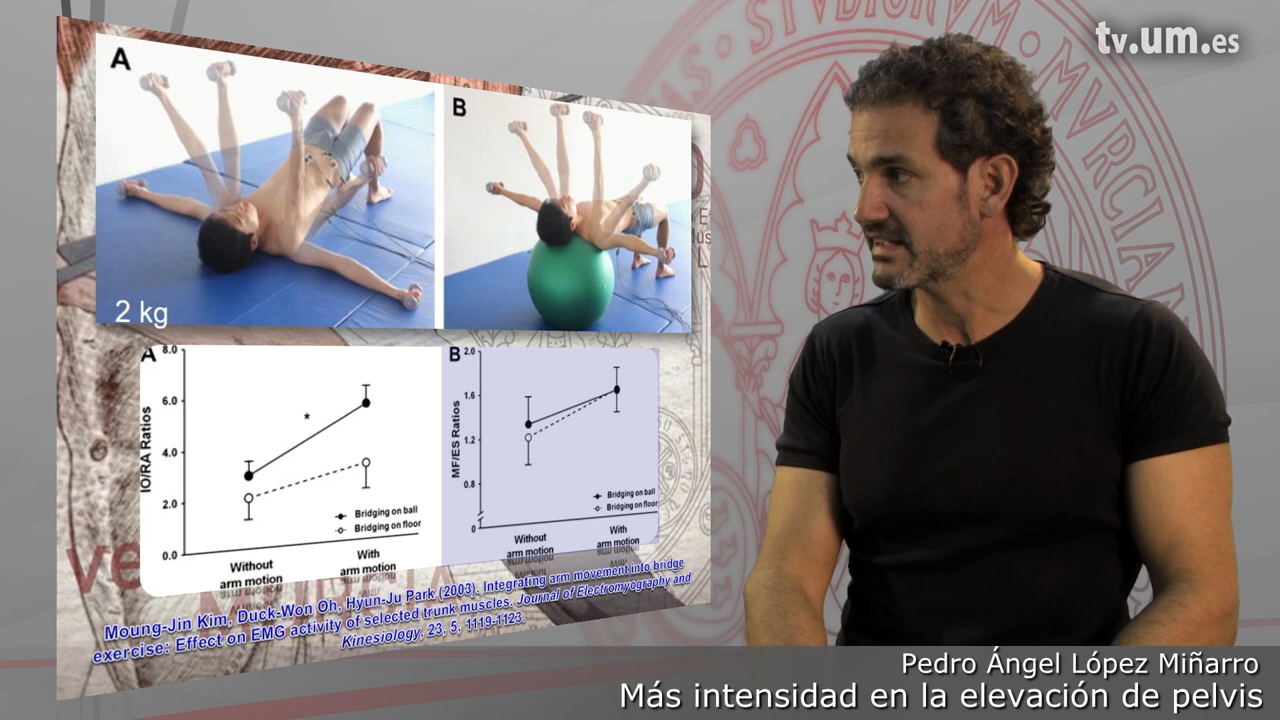 tv.um.es
STVDIORVM
MVRCIAN
A
B
2 kg
A
8.0
6.0
4.0
2.0
0.0
IO/RA Ratios
*
Bridging on ball
Bridging on floor
Without
arm motion
With
arm motion
B
2.0
1.6
1.2
0.8
0
MF/ES Ratios
Bridging on ball
Bridging on floor
Without
arm motion
With
arm motion
Moung-Jin Kim, Duck-Won Oh, Hyun-Ju Park (2003). Integrating arm movement into bridge
exercise: Effect on EMG activity of selected trunk muscles. Journal of Electromyography and
Kinesiology, 23, 5, 1119-1123.
Pedro Ángel López Miñarro
Más intensidad en la elevación de pelvis